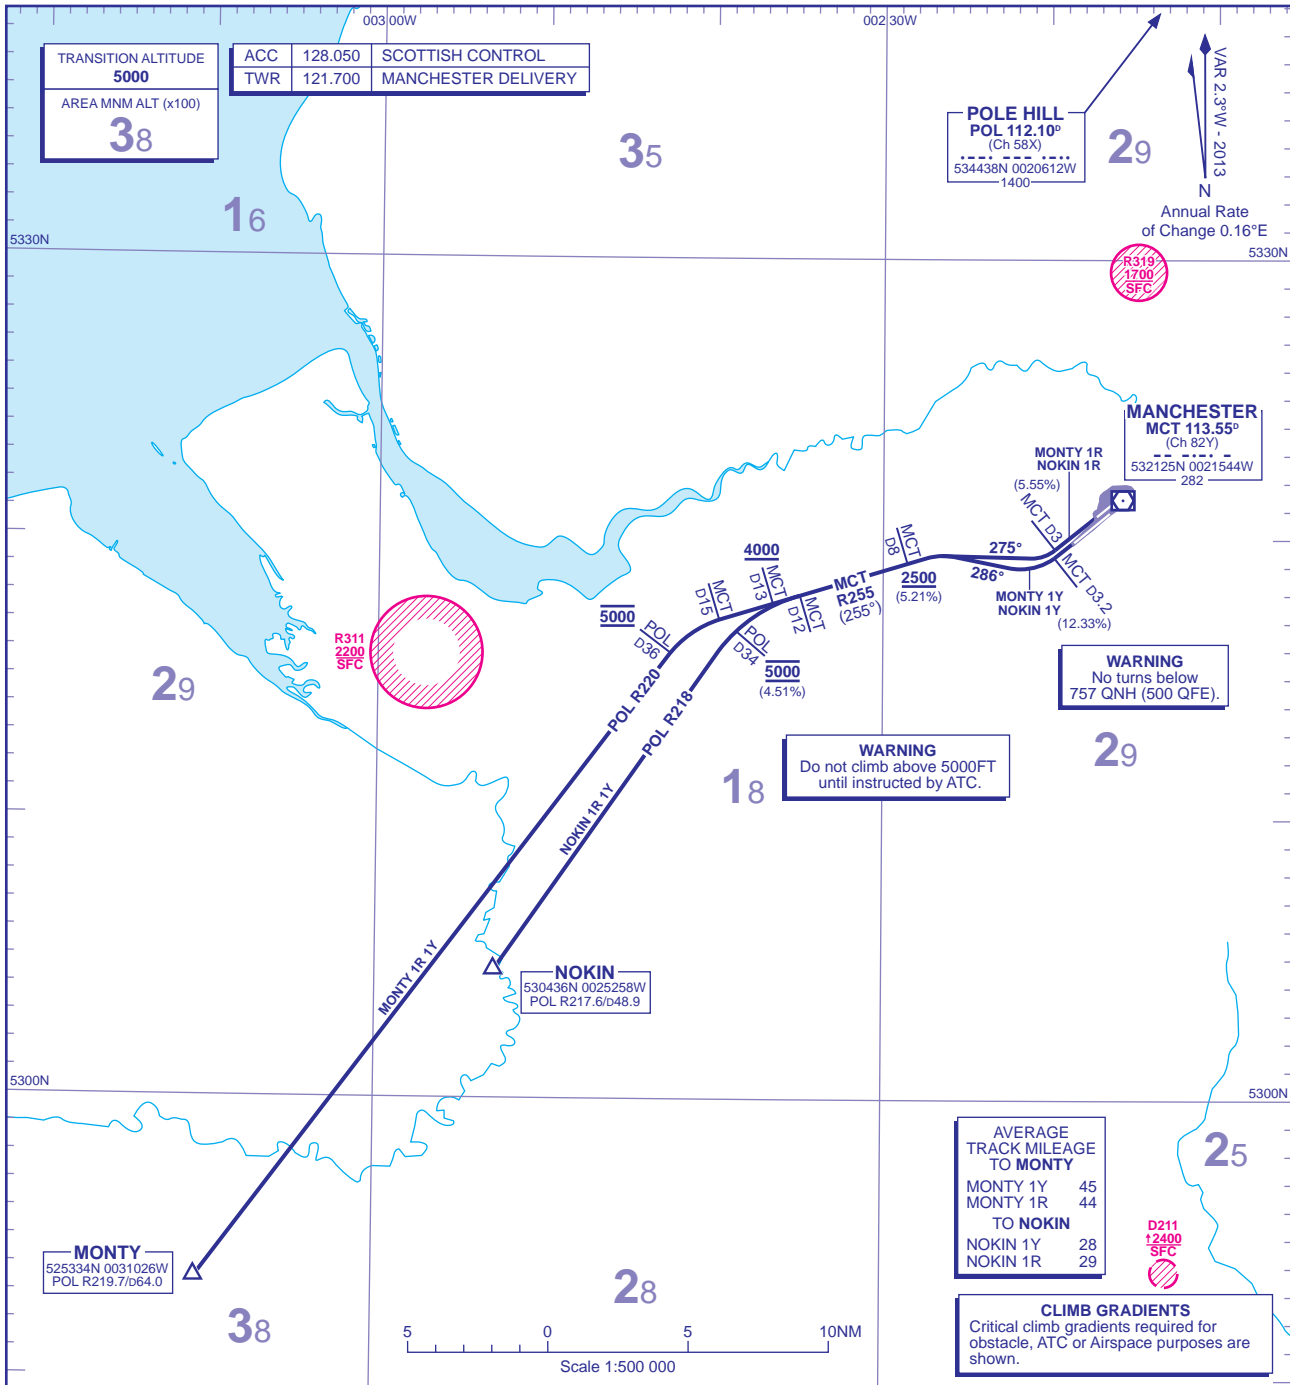 003 00W
002 30W
TRANSITION ALTITUDE
5000
AREA MNM ALT (x100)
38
ACC 128.050 SCOTTISH CONTROL
TWR 121.700 MANCHESTER DELIVERY
35
POLE HILL
POL 112.10D
(Ch 58X)
534438N 0020612W
1400
29
VAR 2.3°W - 2013
N
Annual Rate
of Change 0.16°E
16
5330N
5330N
R319
1700
SFC
MANCHESTER
MCT 113.55D
(Ch 82Y)
532125N 0021544W
282
MONTY 1R
NOKIN 1R
(5.55%)
MCT D3
MCT D3.2
275°
286°
MONTY 1Y
NOKIN 1Y
(12.33%)
MCT
D8
2500
(5.21%)
4000
MCT
D13
MCT
R255
(255°)
MCT
D12
MCT
D15
5000
POL
D36
POL
D34
5000
(4.51%)
R311
2200
SFC
29
WARNING
No turns below
757 QNH (500 QFE).
POL R220
POL R218
WARNING
Do not climb above 5000FT
until instructed by ATC.
18
29
NOKIN 1R 1Y
MONTY 1R 1Y
NOKIN
530436N 0025258W
POL R217.6/D48.9
5300N
5300N
AVERAGE
TRACK MILEAGE
TO MONTY
MONTY 1Y 45
MONTY 1R 44
TO NOKIN
NOKIN 1Y 28
NOKIN 1R 29
25
D211
↑2400
SFC
MONTY
525334N 0031026W
POL R219.7/D64.0
38
28
5 0 5 10NM
Scale 1:500 000
CLIMB GRADIENTS
Critical climb gradients required for
obstacle, ATC or Airspace purposes are
shown.